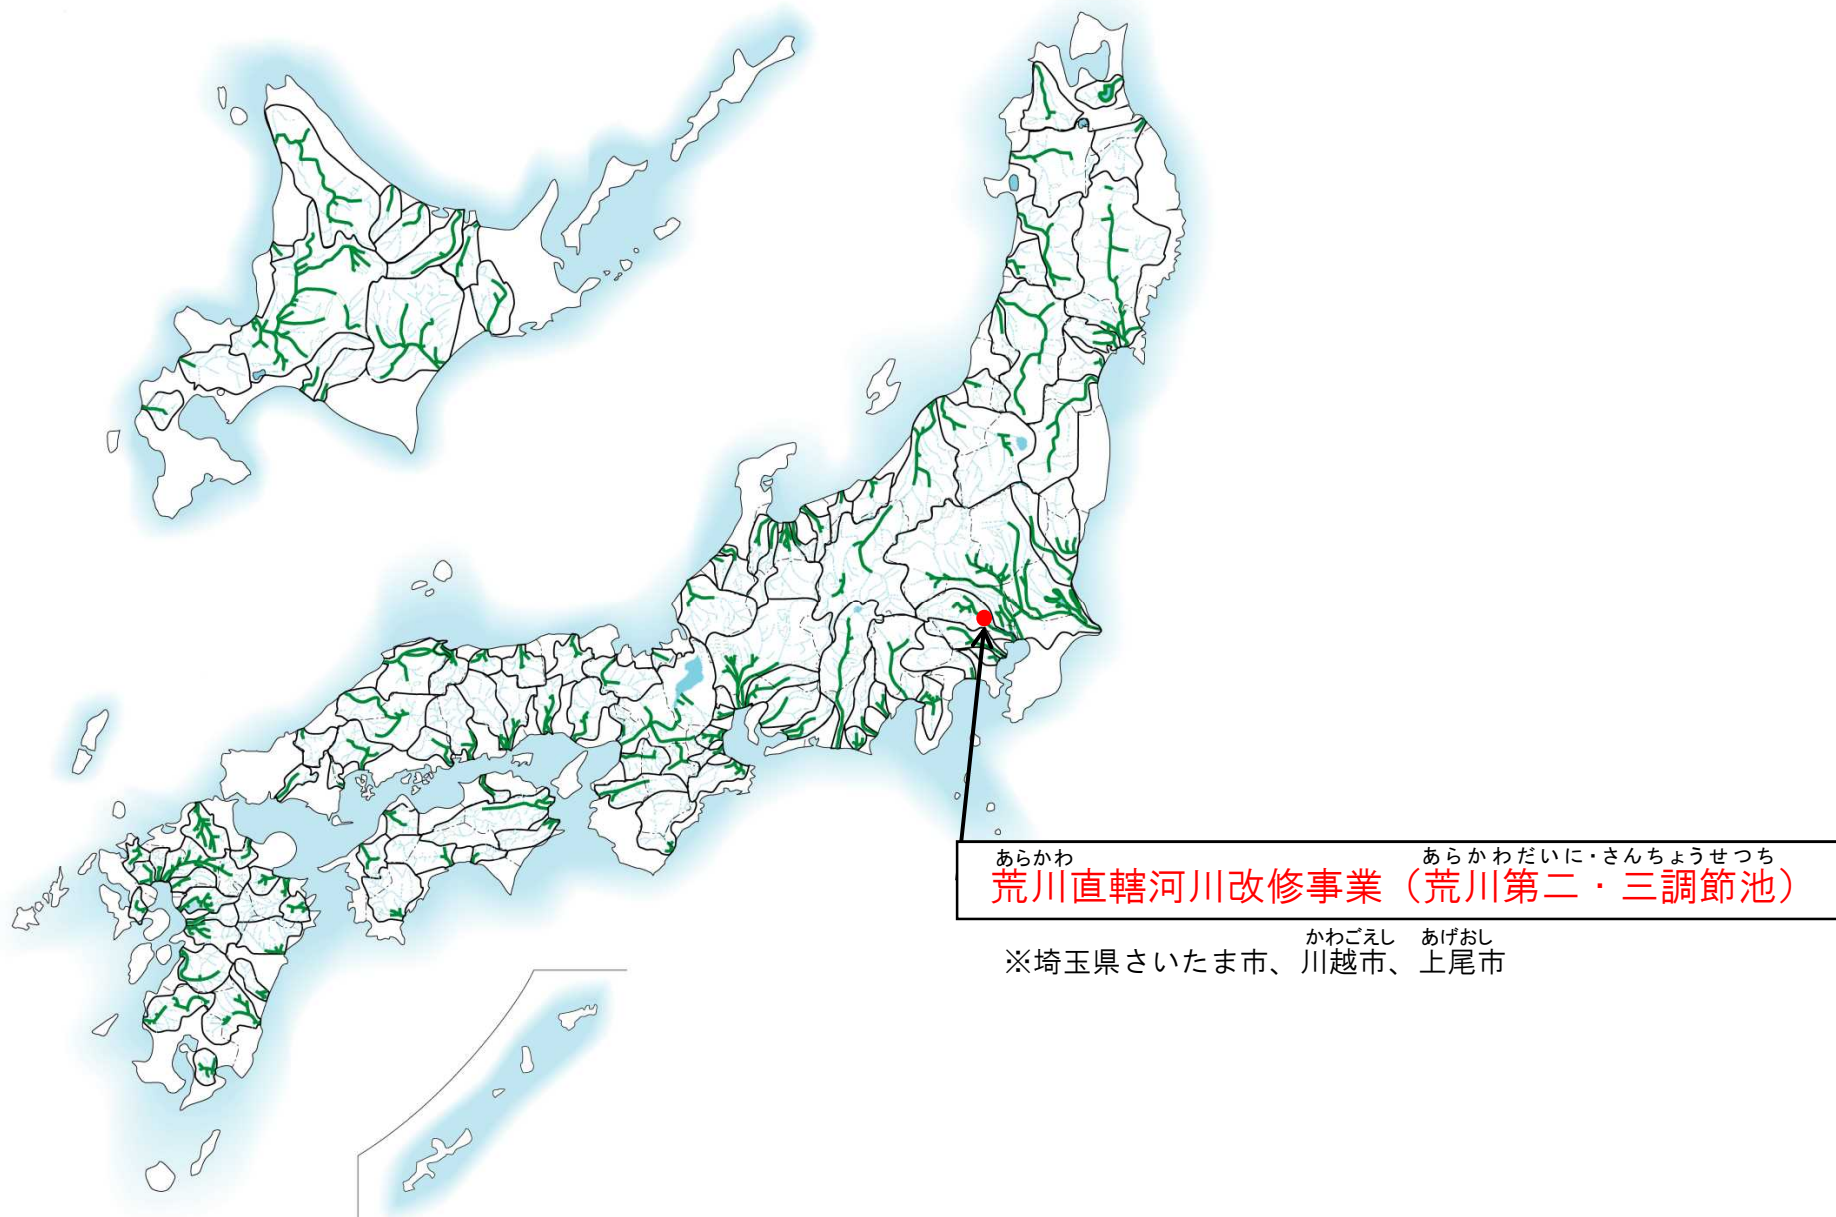 あらかわ あらかわだいに・さんちょうせつち
荒川直轄河川改修事業（荒川第二・三調節池）
かわごえし あげおし
※埼玉県さいたま市、川越市、上尾市